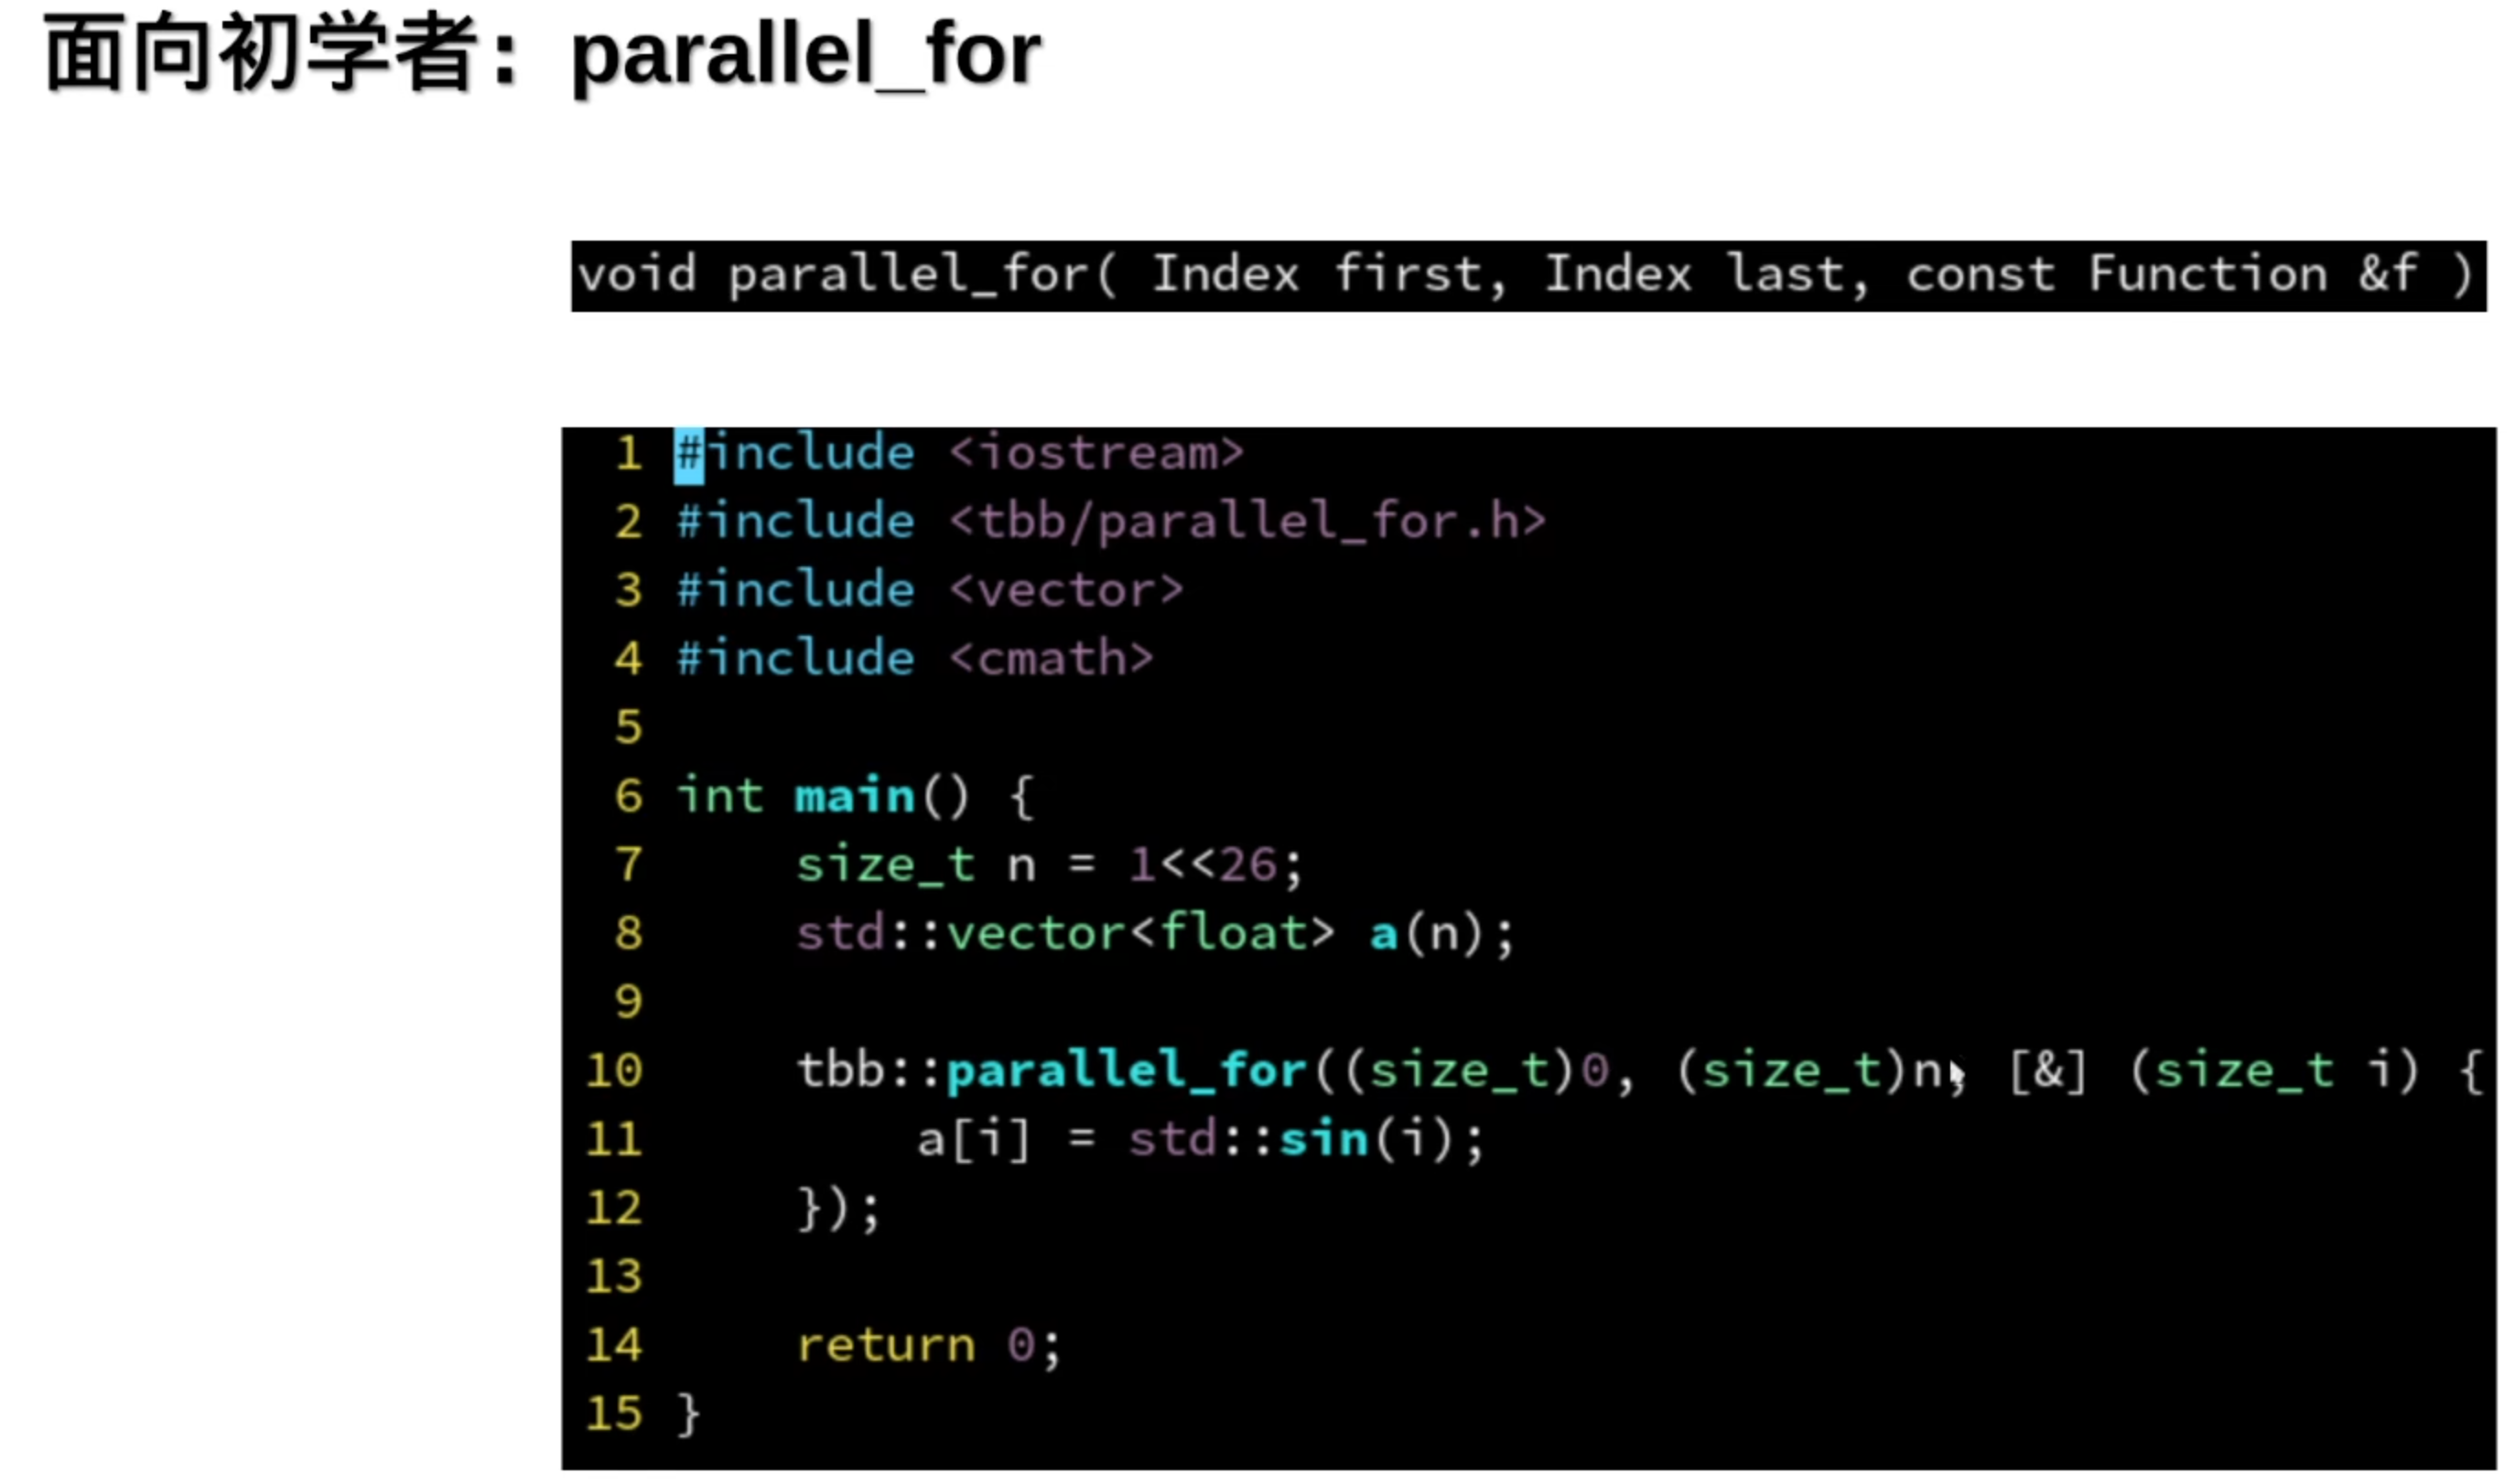 面向初学者：parallel_for
void parallel_for( Index first, Index last, const Function &f )
1 #include <iostream>
2 #include <tbb/parallel_for.h>
3 #include <vector>
4 #include <cmath>
5
6 int main() {
7     size_t n = 1<<26;
8     std::vector<float> a(n);
9
10     tbb::parallel_for((size_t)0, (size_t)n, [&] (size_t i) {
11         a[i] = std::sin(i);
12     });
13
14     return 0;
15 }